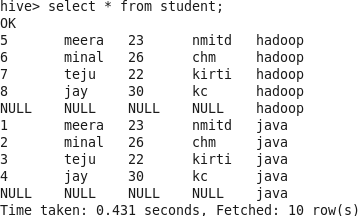 hive> select * from student;
OK
5 meera 23 nmitd hadoop
6 minal 26 chm hadoop
7 teju 22 kirti hadoop
8 jay 30 kc hadoop
NULL NULL NULL NULL hadoop
1 meera 23 nmitd java
2 minal 26 chm java
3 teju 22 kirti java
4 jay 30 kc java
NULL NULL NULL NULL java
Time taken: 0.431 seconds, Fetched: 10 row(s)